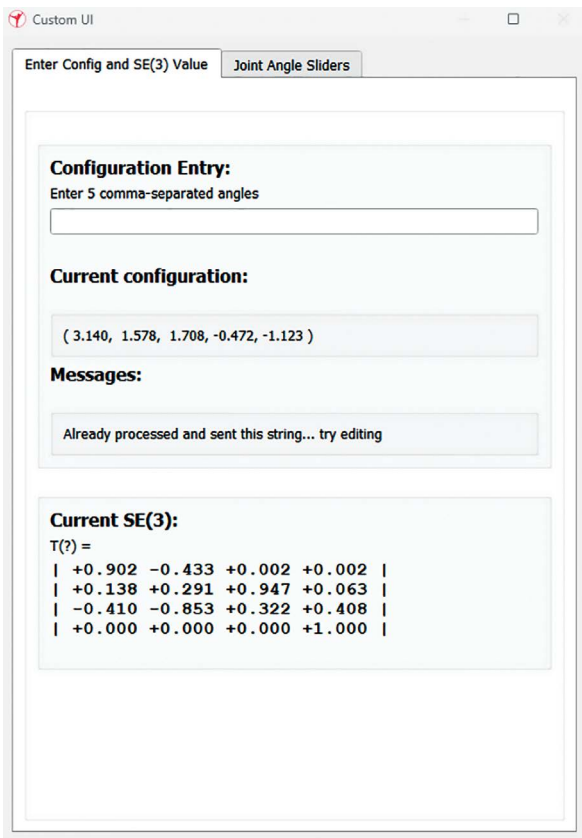 Custom UI
Enter Config and SE(3) Value
Joint Angle Sliders
Configuration Entry:
Enter 5 comma-separated angles
Current configuration:
( 3.140, 1.578, 1.708, -0.472, -1.123 )
Messages:
Already processed and sent this string... try editing
Current SE(3):
T(?) =
| +0.902 -0.433 +0.002 +0.002 |
| +0.138 +0.291 +0.947 +0.063 |
| -0.410 -0.853 +0.322 +0.408 |
| +0.000 +0.000 +0.000 +1.000 |